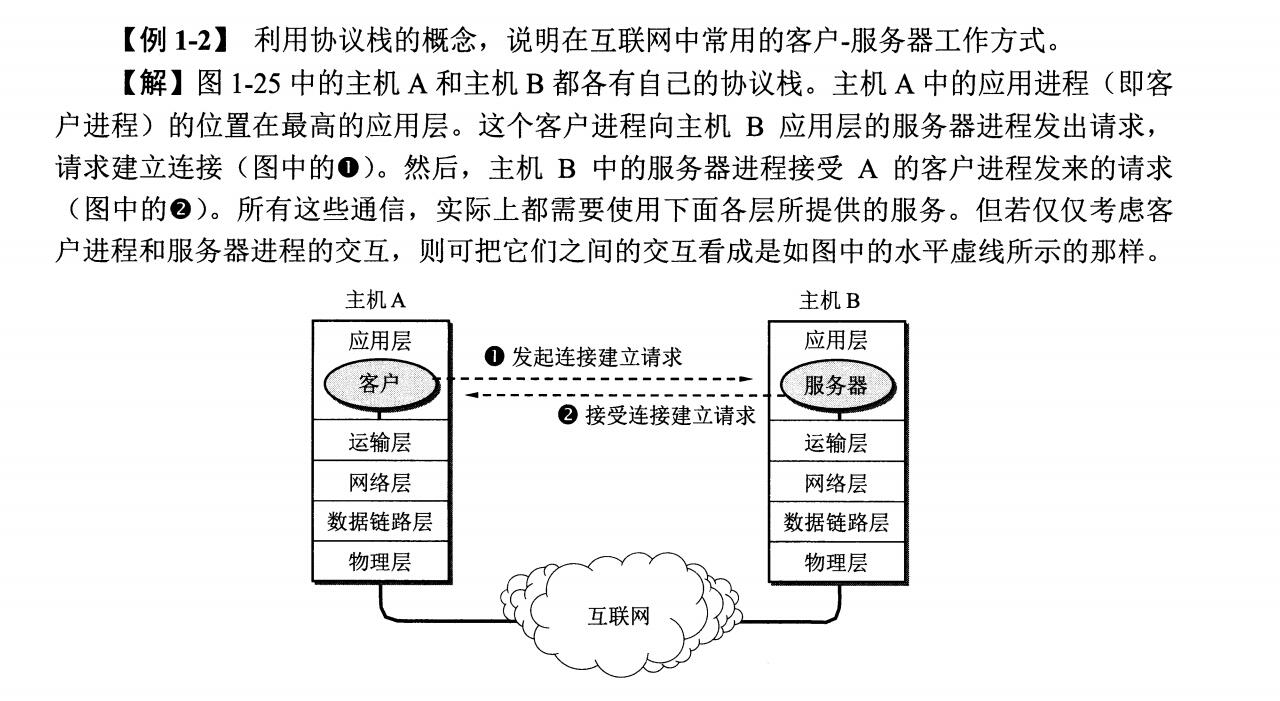 【例 1-2】 利用协议栈的概念，说明在互联网中常用的客户-服务器工作方式。
【解】图 1-25 中的主机 A 和主机 B 都各有自己的协议栈。主机 A 中的应用进程（即客
户进程）的位置在最高的应用层。这个客户进程向主机 B 应用层的服务器进程发出请求，
请求建立连接（图中的❶）。然后，主机 B 中的服务器进程接受 A 的客户进程发来的请求
（图中的❷）。所有这些通信，实际上都需要使用下面各层所提供的服务。但若仅仅考虑客
户进程和服务器进程的交互，则可把它们之间的交互看成是如图中的水平虚线所示的那样。
主机 A
主机 B
应用层
应用层
❶ 发起连接建立请求
客户
服务器
❷ 接受连接建立请求
运输层
运输层
网络层
网络层
数据链路层
数据链路层
物理层
物理层
互联网